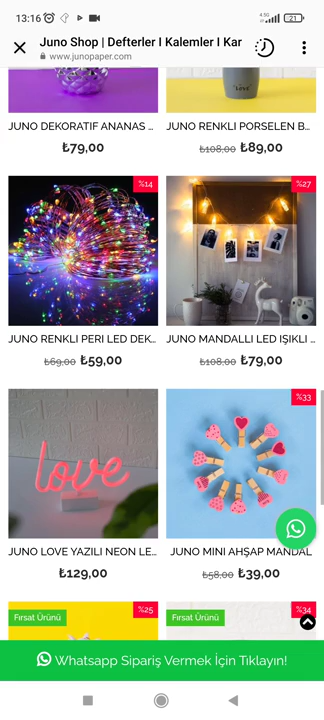 13:16
4.5G
21
Juno Shop | Defterler I Kalemler I Kar
www.junopaper.com
LOVE
JUNO DEKORATIF ANANAS ...
JUNO RENKLI PORSELEN B...
₺79,00
₺108,00 ₺89,00
%14
%27
JUNO RENKLI PERI LED DEK...
JUNO MANDALLI LED IŞIKLI ...
₺69,00 ₺59,00
₺108,00 ₺79,00
%33
love
JUNO LOVE YAZILI NEON LE...
JUNO MINI AHŞAP MANDAL
₺129,00
₺58,00 ₺39,00
Fırsat Ürünü
%25
Fırsat Ürünü
%34
Whatsapp Sipariş Vermek İçin Tıklayın!